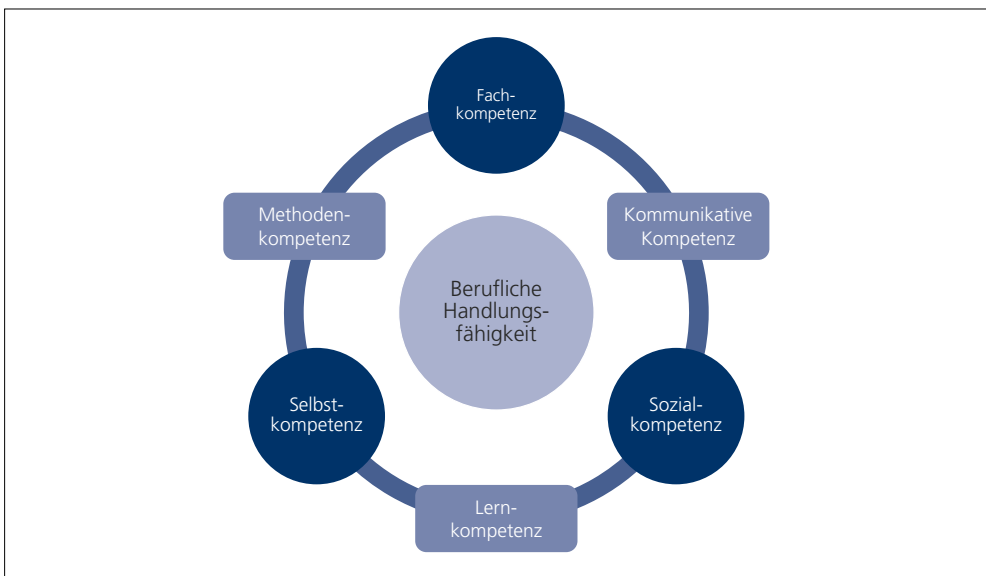 Fach-
kompetenz
Methoden-
kompetenz
Kommunikative
Kompetenz
Berufliche
Handlungs-
fähigkeit
Selbst-
kompetenz
Sozial-
kompetenz
Lern-
kompetenz